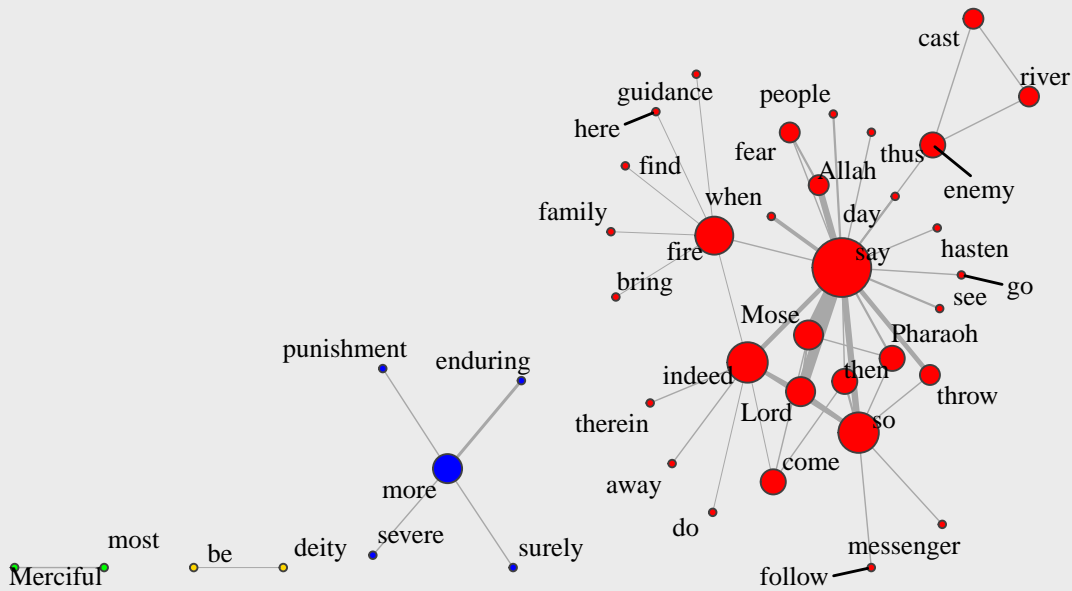 cast
river
guidance
people
here
fear
thus
find
Allah
enemy
when
family
day
fire
say
hasten
bring
go
see
Mose
Pharaoh
punishment
enduring
indeed
then
throw
therein
Lord
so
come
more
away
do
severe
surely
messenger
most
be
deity
Merciful
follow